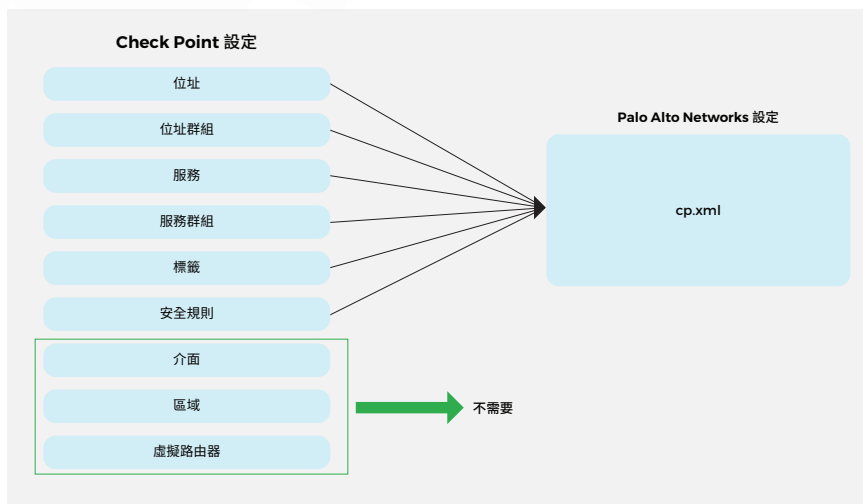 Check Point 設定
位址
位址群組
服務
服務群組
標籤
安全規則
介面
區域
虛擬路由器
Palo Alto Networks 設定
cp.xml
不需要